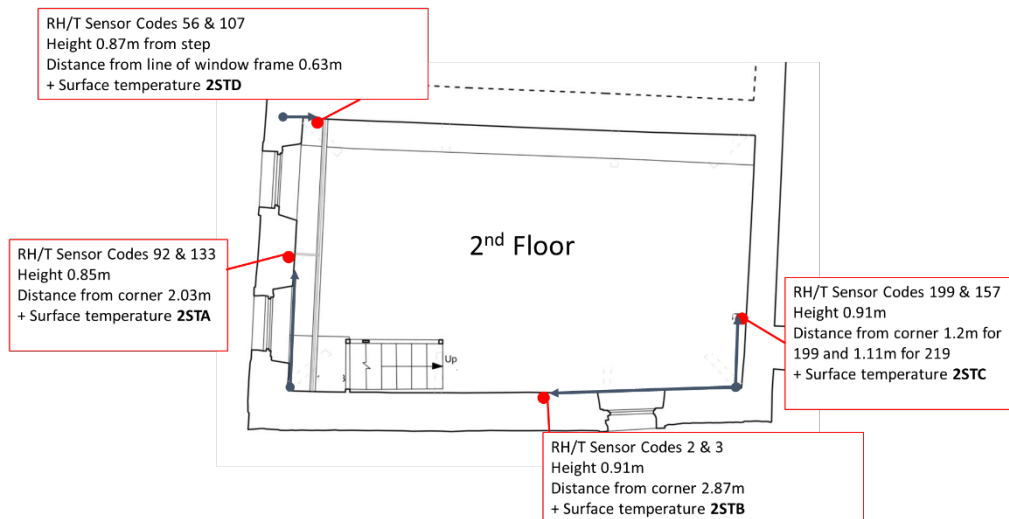 RH/T Sensor Codes 56 & 107
Height 0.87m from step
Distance from line of window frame 0.63m
+ Surface temperature 2STD
2nd Floor
RH/T Sensor Codes 92 & 133
Height 0.85m
Distance from corner 2.03m
+ Surface temperature 2STA
RH/T Sensor Codes 199 & 157
Height 0.91m
Distance from corner 1.2m for
199 and 1.11m for 219
+ Surface temperature 2STC
Up
RH/T Sensor Codes 2 & 3
Height 0.91m
Distance from corner 2.87m
+ Surface temperature 2STB